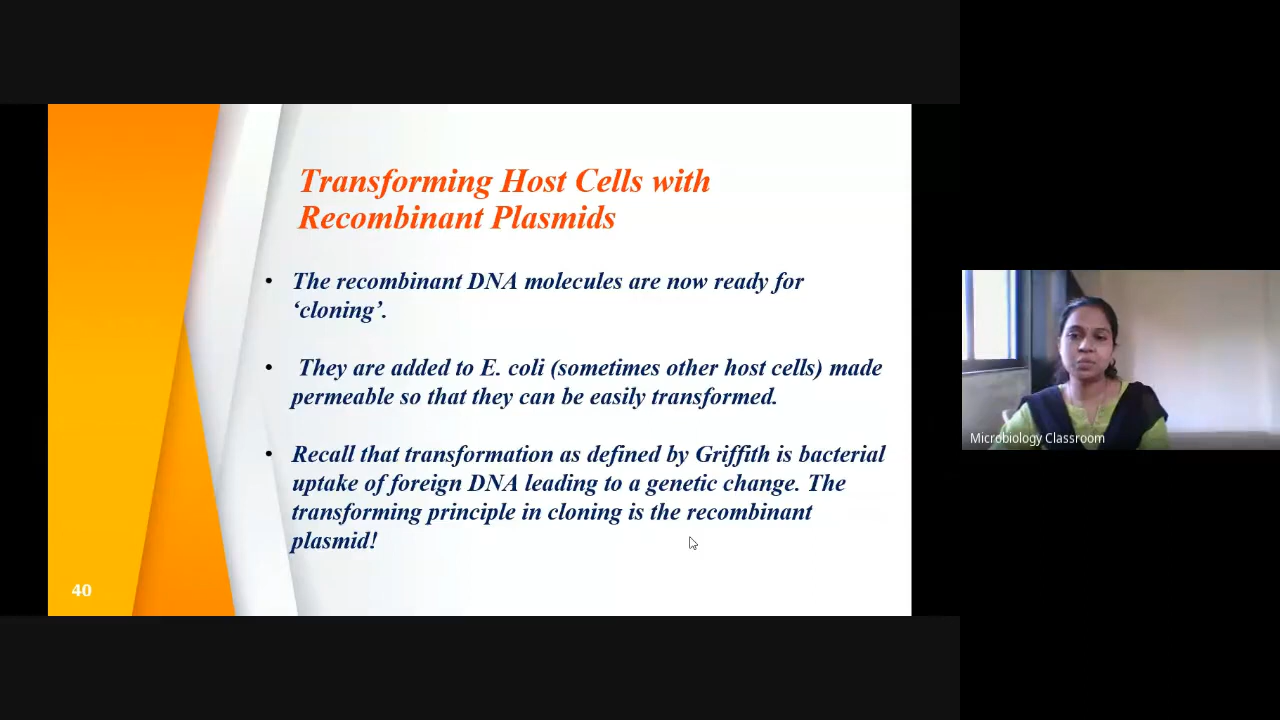 Transforming Host Cells with
Recombinant Plasmids
• The recombinant DNA molecules are now ready for
‘cloning’.
• They are added to E. coli (sometimes other host cells) made
permeable so that they can be easily transformed.
• Recall that transformation as defined by Griffith is bacterial
uptake of foreign DNA leading to a genetic change. The
transforming principle in cloning is the recombinant
plasmid!
40
Microbiology Classroom